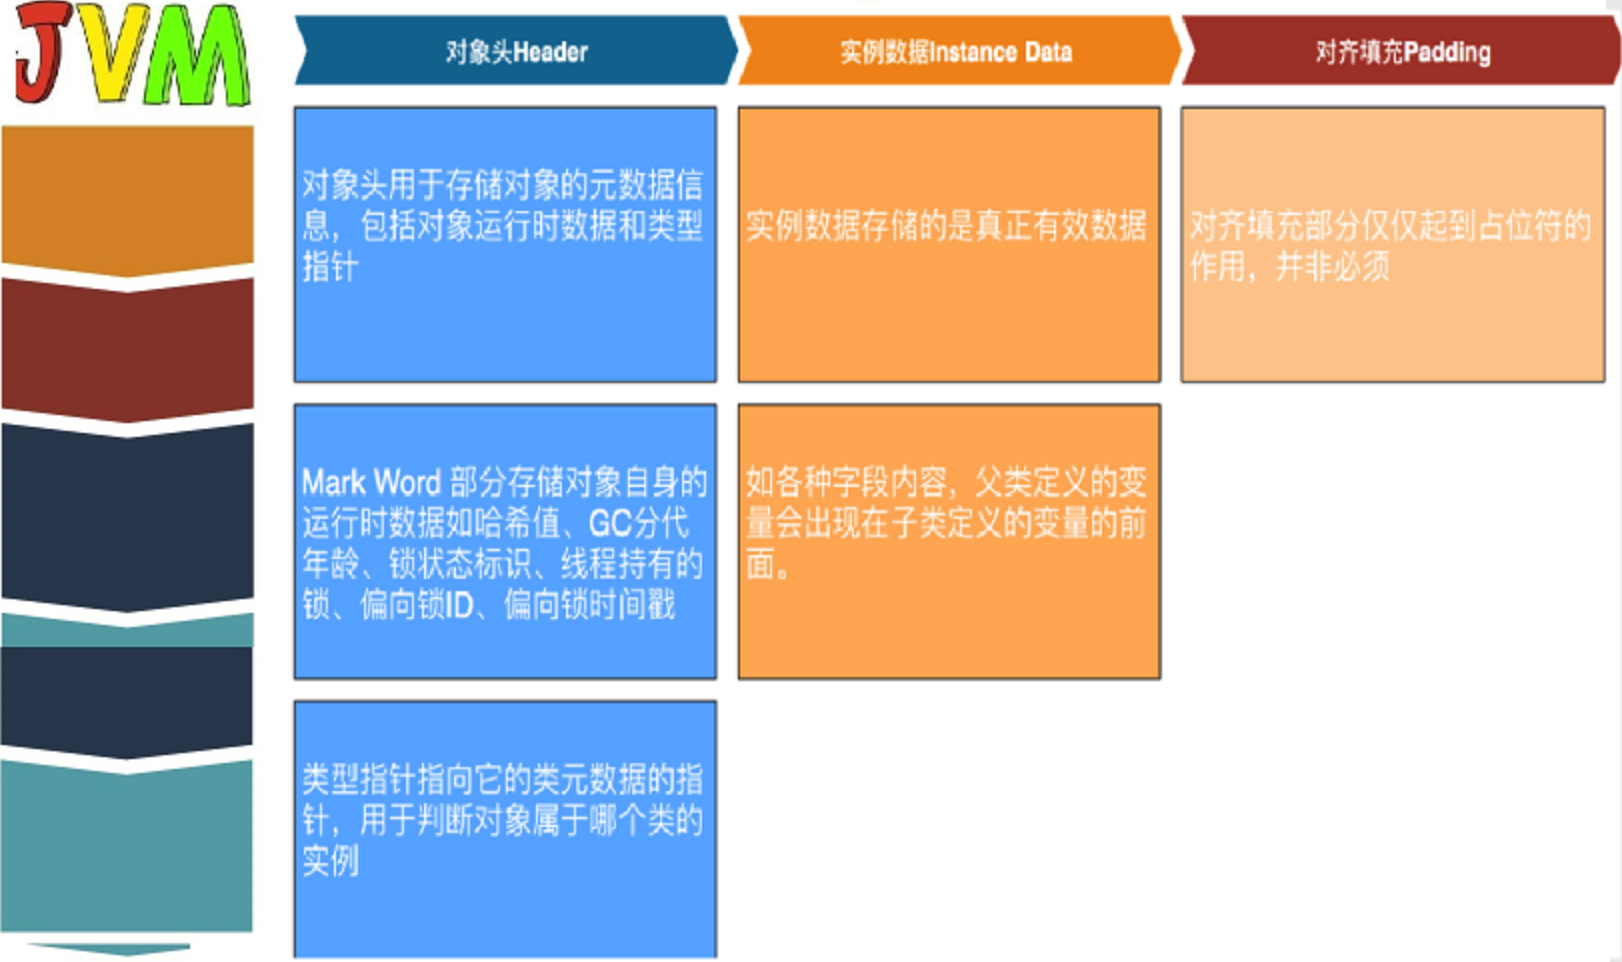 JVM
对象头Header
实例数据Instance Data
对齐填充Padding
对象头用于存储对象的元数据信
息，包括对象运行时数据和类型
指针
实例数据存储的是真正有效数据
对齐填充部分仅仅起到占位符的
作用，并非必须
Mark Word 部分存储对象自身的
运行时数据如哈希值、GC分代
年龄、锁状态标识、线程持有的
锁、偏向锁ID、偏向锁时间戳
如各种字段内容，父类定义的变
量会出现在子类定义的变量的前
面。
类型指针指向它的类元数据的指
针，用于判断对象属于哪个类的
实例